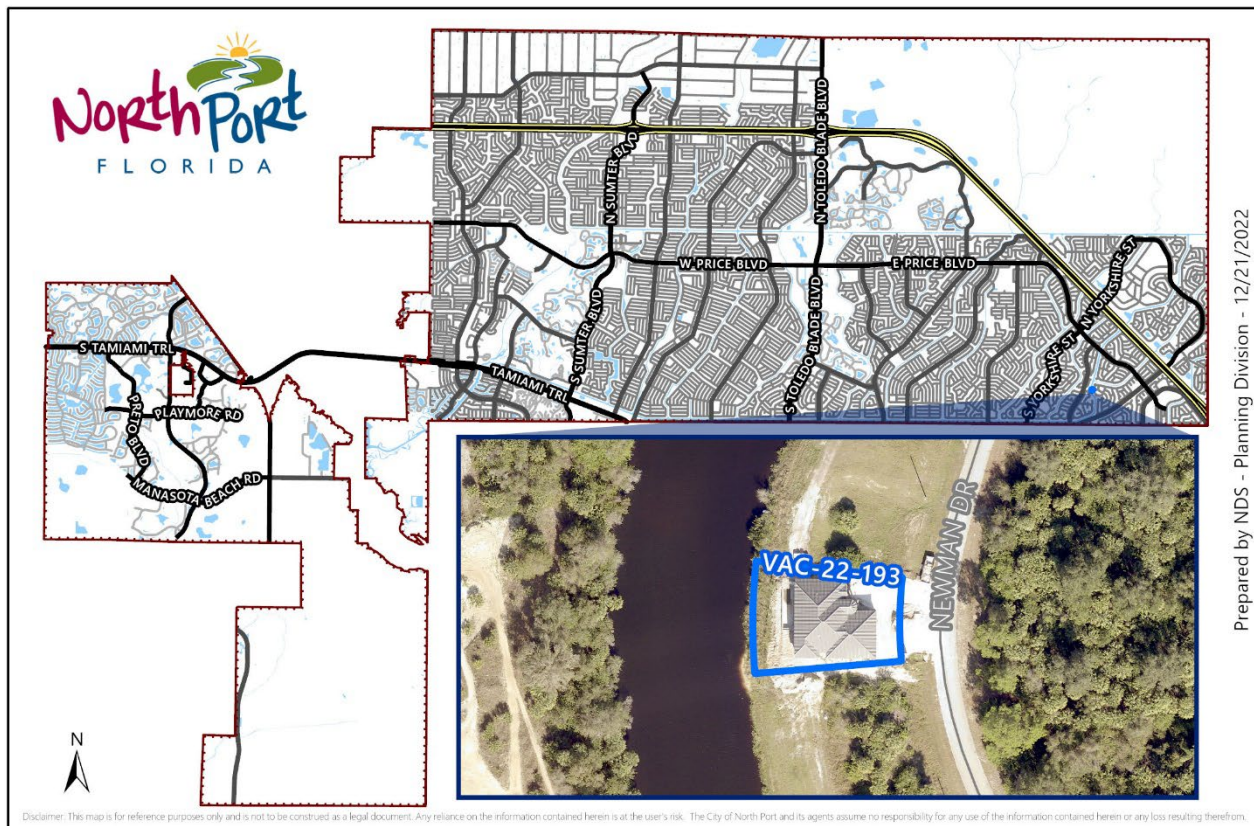 North Port
FLORIDA
N SUMTER BLVD
N TOLEDO BLADE BLVD
W PRICE BLVD
E PRICE BLVD
N YORKSHIRE ST
S SUMTER BLVD
S TOLEDO BLADE BLVD
S YORKSHIRE ST
S TAMIAMI TRL
TAMIAMI TRL
PLAYMORE RD
PRETO BLVD
MANASOTA BEACH RD
VAC-22-193
NEWMAN DR
N
Prepared by NDS - Planning Division - 12/21/2022
Disclaimer: This map is for reference purposes only and is not to be construed as a legal document. Any reliance on the information contained herein is at the user's risk. The City of North Port and its agents assume no responsibility for any use of the information contained herein or any loss resulting therefrom.